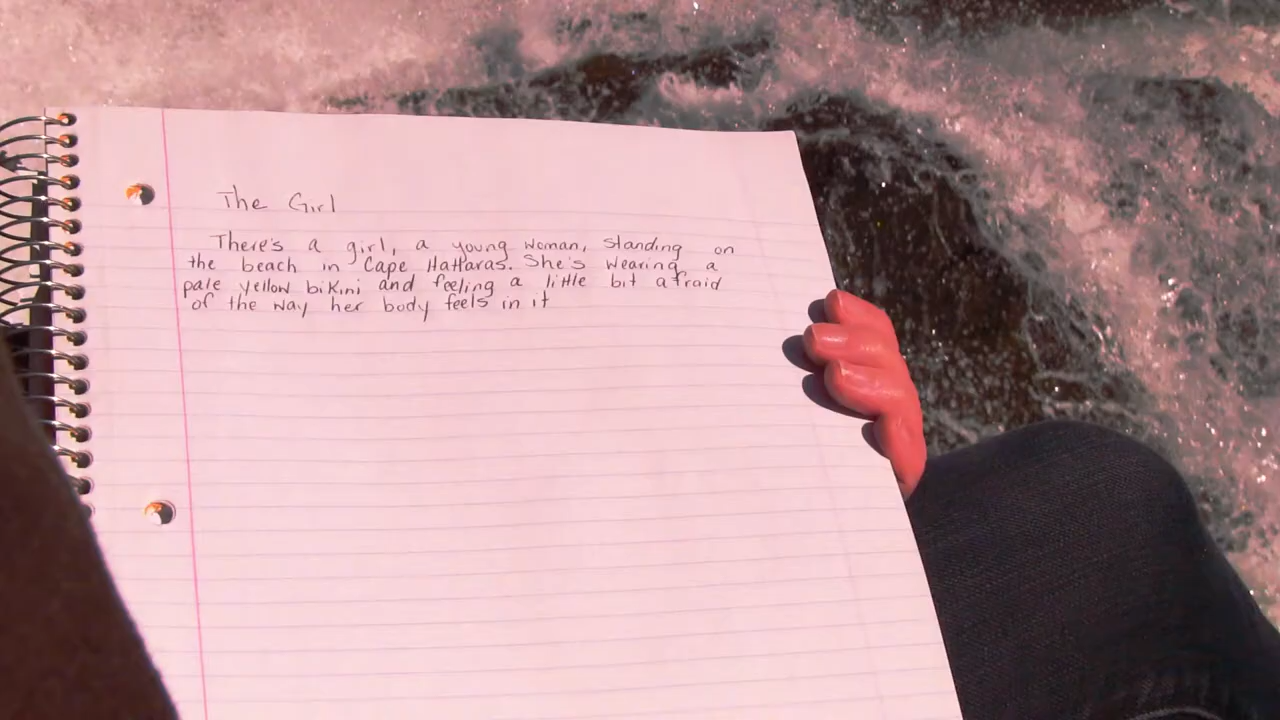 The Girl
There's a girl, a young woman, standing on
the beach in Cape Hattaras. She's wearing a
pale yellow bikini and feeling a little bit afraid
of the way her body feels in it